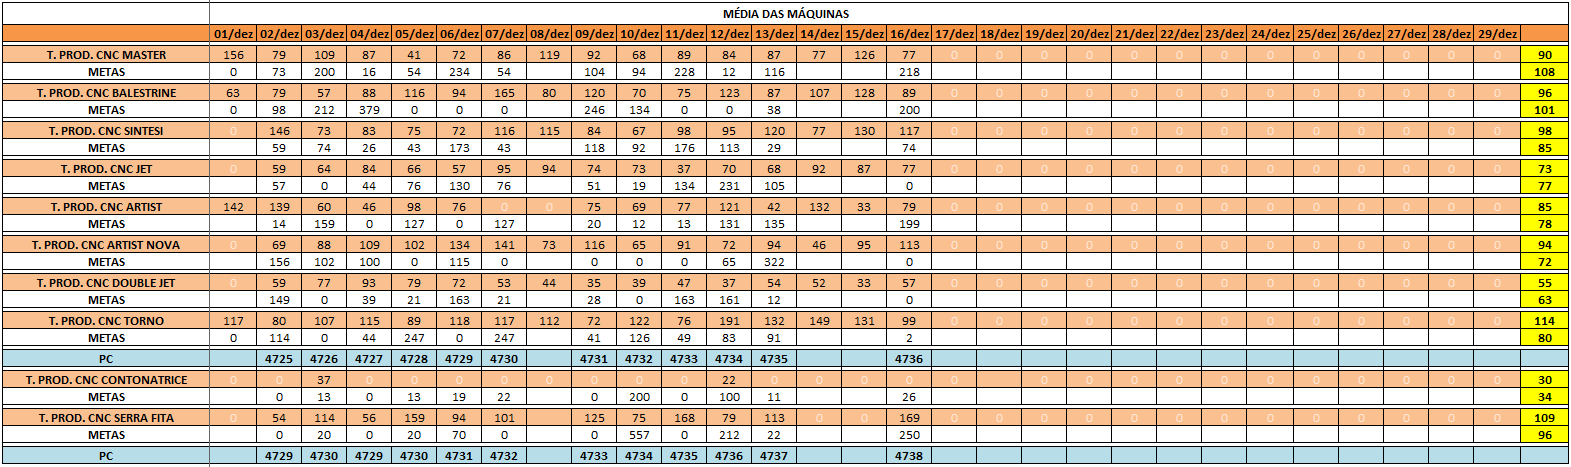 MÉDIA DAS MÁQUINAS
01/dez 02/dez 03/dez 04/dez 05/dez 06/dez 07/dez 08/dez 09/dez 10/dez 11/dez 12/dez 13/dez 14/dez 15/dez 16/dez 17/dez 18/dez 19/dez 20/dez 21/dez 22/dez 23/dez 24/dez 25/dez 26/dez 27/dez 28/dez 29/dez
T. PROD. CNC MASTER 156 79 109 87 41 72 86 119 92 68 89 84 87 77 126 77 0 0 0 0 0 0 0 0 0 0 0 0 0 90
METAS 0 73 200 16 54 234 54 104 94 228 12 116 218 108
T. PROD. CNC BALESTRINE 63 79 57 88 116 94 165 80 120 70 75 123 87 107 128 89 0 0 0 0 0 0 0 0 0 0 0 0 0 96
METAS 0 98 212 379 0 0 0 246 134 0 0 38 200 101
T. PROD. CNC SINTESI 0 146 73 83 75 72 116 115 84 67 98 95 120 77 130 117 0 0 0 0 0 0 0 0 0 0 0 0 0 98
METAS 59 74 26 43 173 43 118 92 176 113 29 74 85
T. PROD. CNC JET 0 59 64 84 66 57 95 94 74 73 37 70 68 92 87 77 0 0 0 0 0 0 0 0 0 0 0 0 0 73
METAS 57 0 44 76 130 76 51 19 134 231 105 0 77
T. PROD. CNC ARTIST 142 139 60 46 98 76 0 0 75 69 77 121 42 132 33 79 0 0 0 0 0 0 0 0 0 0 0 0 0 85
METAS 14 159 0 127 0 127 20 12 13 131 135 199 78
T. PROD. CNC ARTIST NOVA 0 69 88 109 102 134 141 73 116 65 91 72 94 46 95 113 0 0 0 0 0 0 0 0 0 0 0 0 0 94
METAS 156 102 100 0 115 0 0 0 0 65 322 0 72
T. PROD. CNC DOUBLE JET 0 59 77 93 79 72 53 44 35 39 47 37 54 52 33 57 0 0 0 0 0 0 0 0 0 0 0 0 0 55
METAS 149 0 39 21 163 21 28 0 163 161 12 0 63
T. PROD. CNC TORNO 117 80 107 115 89 118 117 112 72 122 76 191 132 149 131 99 0 0 0 0 0 0 0 0 0 0 0 0 0 114
METAS 0 114 0 44 247 0 247 41 126 49 83 91 2 80
PC 4725 4726 4727 4728 4729 4730 4731 4732 4733 4734 4735 4736
T. PROD. CNC CONTONATRICE 0 0 37 0 0 0 0 0 0 0 0 22 0 0 0 0 0 0 0 0 0 0 0 0 0 0 0 0 30
METAS 0 13 0 13 19 22 0 200 0 100 11 26 34
T. PROD. CNC SERRA FITA 0 54 114 56 159 94 101 125 75 168 79 113 0 0 169 0 0 0 0 0 0 0 0 0 0 0 0 0 109
METAS 0 20 0 20 70 0 0 557 0 212 22 250 96
PC 4729 4730 4729 4730 4731 4732 4733 4734 4735 4736 4737 4738